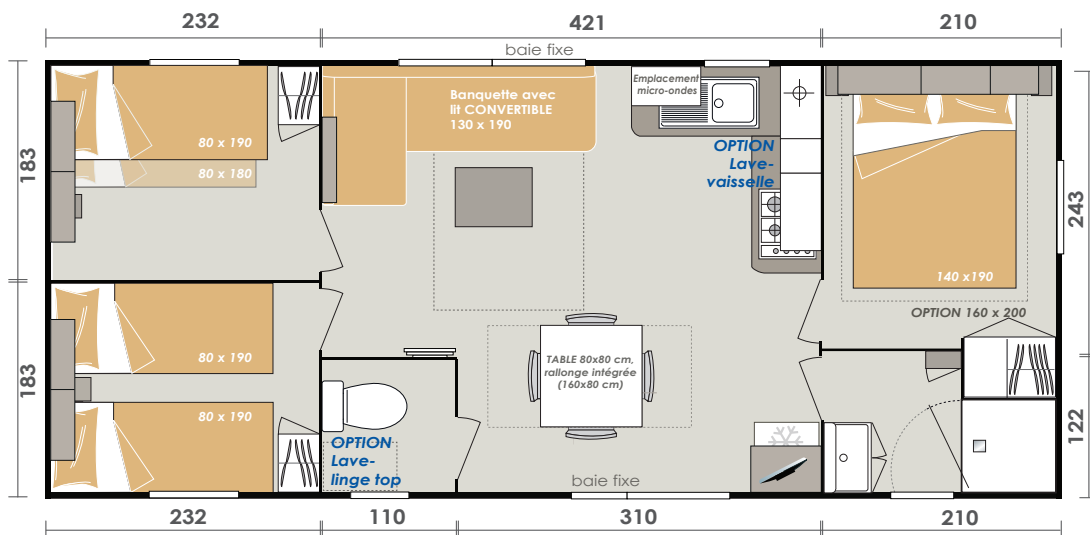 232
421
210
baie fixe
183
80 x 190
80 x 180
Banquette avec
lit CONVERTIBLE
130 x 190
Emplacement
micro-ondes
OPTION
Lave-
vaisselle
243
140 x190
OPTION 160 x 200
183
80 x 190
80 x 190
TABLE 80x80 cm,
rallonge intégrée
(160x80 cm)
OPTION
Lave-
linge top
122
baie fixe
232
110
310
210